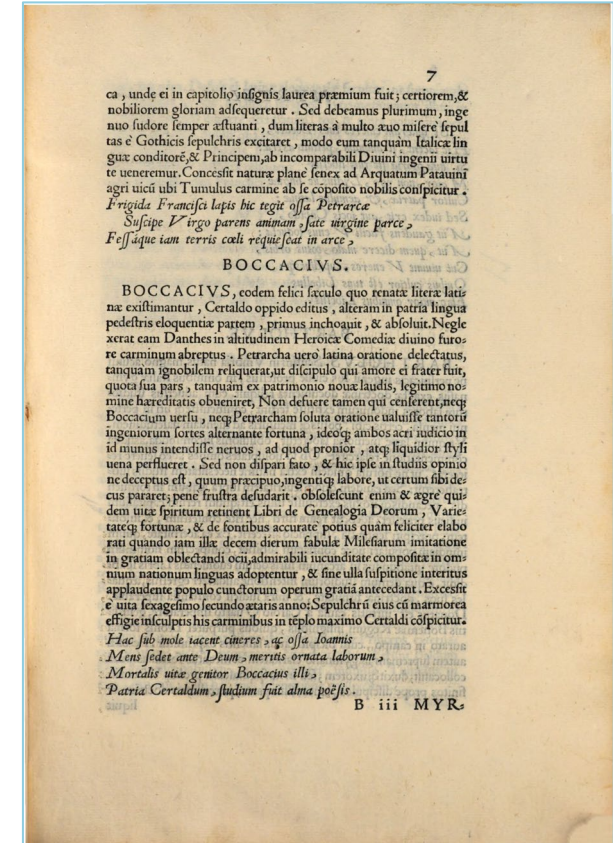 7
ca , unde ei in capitolio insignis laurea præmium fuit; certiorem,&
nobiliorem gloriam adsequeretur . Sed debeamus plurimum, inge
nuo sudore semper æstuanti , dum literas à multo æuo miserè sepul
tas è Gothicis sepulchris excitaret , modo eum tanquàm Italicæ lin
guæ conditorē,& Principem,ab incomparabili Diuini ingenii uirtu
te ueneremur.Concessit naturæ planè senex ad Arquatum Patauini
agri uicū ubi Tumulus carmine ab se cōposito nobilis conspicitur .
Frigida Francisci lapis hic tegit ossa Petrarcæ
Suscipe Virgo parens animam , sate uirgine parce ,
Fessáque iam terris cœli requiescat in arce ,
BOCCACIVS.
BOCCACIVS, eodem felici sæculo quo renatæ literæ lati-
næ existimantur , Certaldo oppido editus , alteram in patria lingua
pedestris eloquentiæ partem , primus inchoauit , & absoluit.Negle
xerat eam Danthes in altitudinem Heroicæ Comediæ diuino furo-
re carminum abreptus . Petrarcha uerò latina oratione delectatus,
tanquàm ignobilem reliquerat,ut discipulo qui amore ei frater fuit,
quota sua pars , tanquàm ex patrimonio nouæ laudis, legitimo no-
mine hæreditatis obueniret, Non defuere tamen qui censerent,neq;
Boccacium uersu , neq; Petrarcham soluta oratione ualuisse tantorū
ingeniorum sortes alternante fortuna , ideoq; ambos acri iudicio in
id munus intendisse neruos , ad quod pronior , atq; liquidior styli
uena perflueret . Sed non dispari fato , & hic ipse in studiis opinio
ne deceptus est , quum præcipuo,ingentiq; labore, ut certum sibi de-
cus pararet; penè frustra desudarit . obsolescunt enim & ægrè qui-
dem uitæ spiritum retinent Libri de Genealogia Deorum , Varie-
tateq; fortunæ , & de fontibus accuratè potius quàm feliciter elabo
rati quando iam illæ decem dierum fabulæ Milesiarum imitatione
in gratiam oblectandi ocii,admirabili iucunditate compositæ in om-
nium nationum linguas adoptentur , & sine ulla suspitione interitus
applaudente populo cunctorum operum gratiā antecedant . Excessit
è uita sexagesimo secundo ætatis anno: Sepulchrū eius cū marmorea
effigie insculptis his carminibus in tēplo maximo Certaldi cōspicitur.
Hac sub mole iacent cineres , ac ossa Ioannis
Mens sedet ante Deum , meritis ornata laborum ,
Mortalis uitæ genitor Boccacius illi ,
Patria Certaldum , studium fuit alma poësis .
B iii MYR-